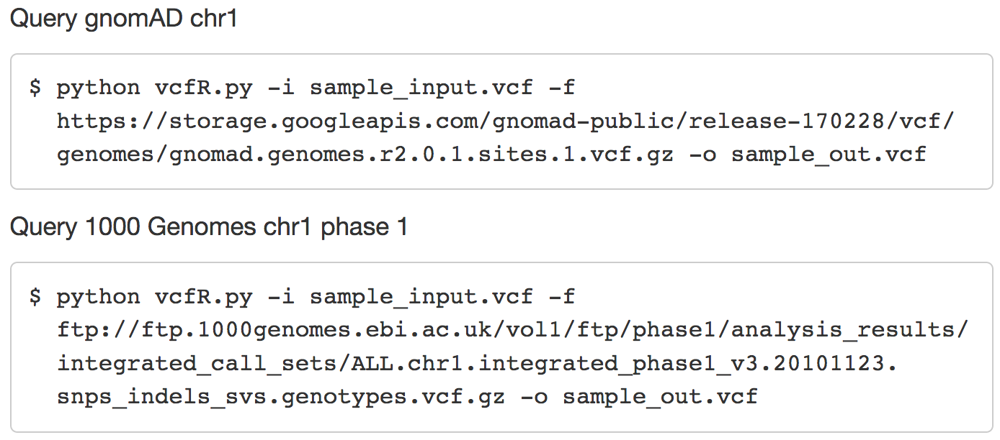 Query gnomAD chr1
$ python vcfR.py -i sample_input.vcf -f
https://storage.googleapis.com/gnomad-public/release-170228/vcf/
genomes/gnomad.genomes.r2.0.1.sites.1.vcf.gz -o sample_out.vcf
Query 1000 Genomes chr1 phase 1
$ python vcfR.py -i sample_input.vcf -f
ftp://ftp.1000genomes.ebi.ac.uk/vol1/ftp/phase1/analysis_results/
integrated_call_sets/ALL.chr1.integrated_phase1_v3.20101123.
snps_indels_svs.genotypes.vcf.gz -o sample_out.vcf